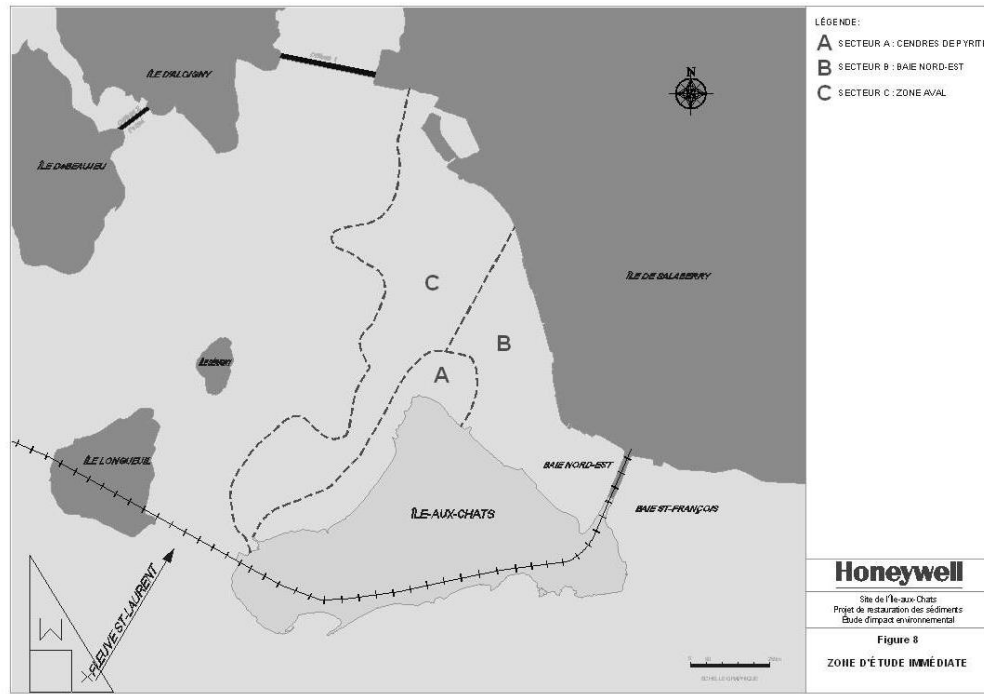 LÉGENDE:
A SECTEUR A : CENDRES DE PYRITE
B SECTEUR B : BAIE NORD-EST
C SECTEUR C : ZONE AVAL
N
ÎLE D'ALOIGNY
ÎLE DE SALABERRY
C
B
A
ÎLE LONGUEUIL
BAIE NORD-EST
ÎLE-AUX-CHATS
BAIE ST-FRANÇOIS
FLEUVE ST-LAURENT
Honeywell
Site de l'Île-aux-Chats
Projet de restauration des sédiments
Étude d'impact environnemental
Figure 8
ZONE D'ÉTUDE IMMÉDIATE